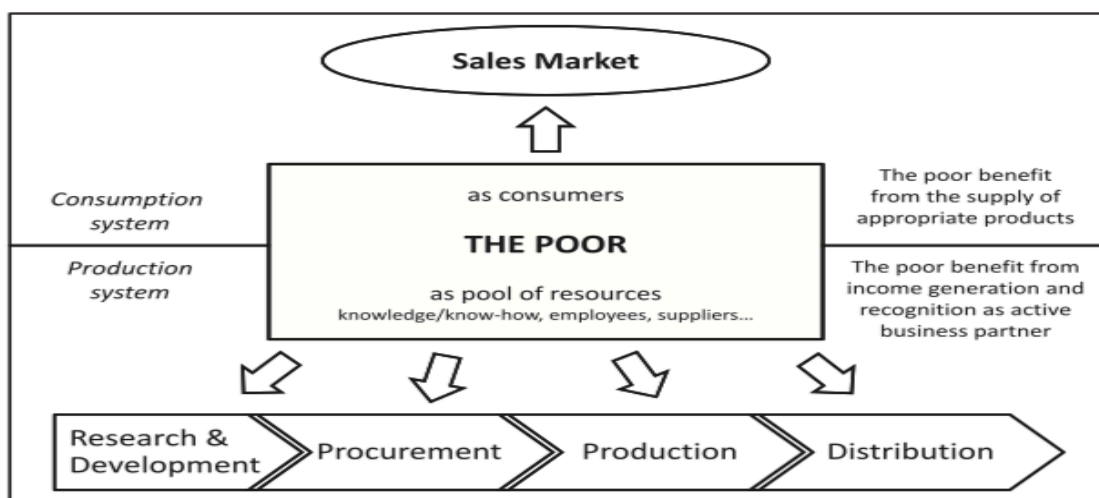 Sales Market
Consumption
system
as consumers
The poor benefit
from the supply of
appropriate products
THE POOR
Production
system
as pool of resources
knowledge/know-how, employees, suppliers...
The poor benefit from
income generation and
recognition as active
business partner
Research &
Development
Procurement
Production
Distribution